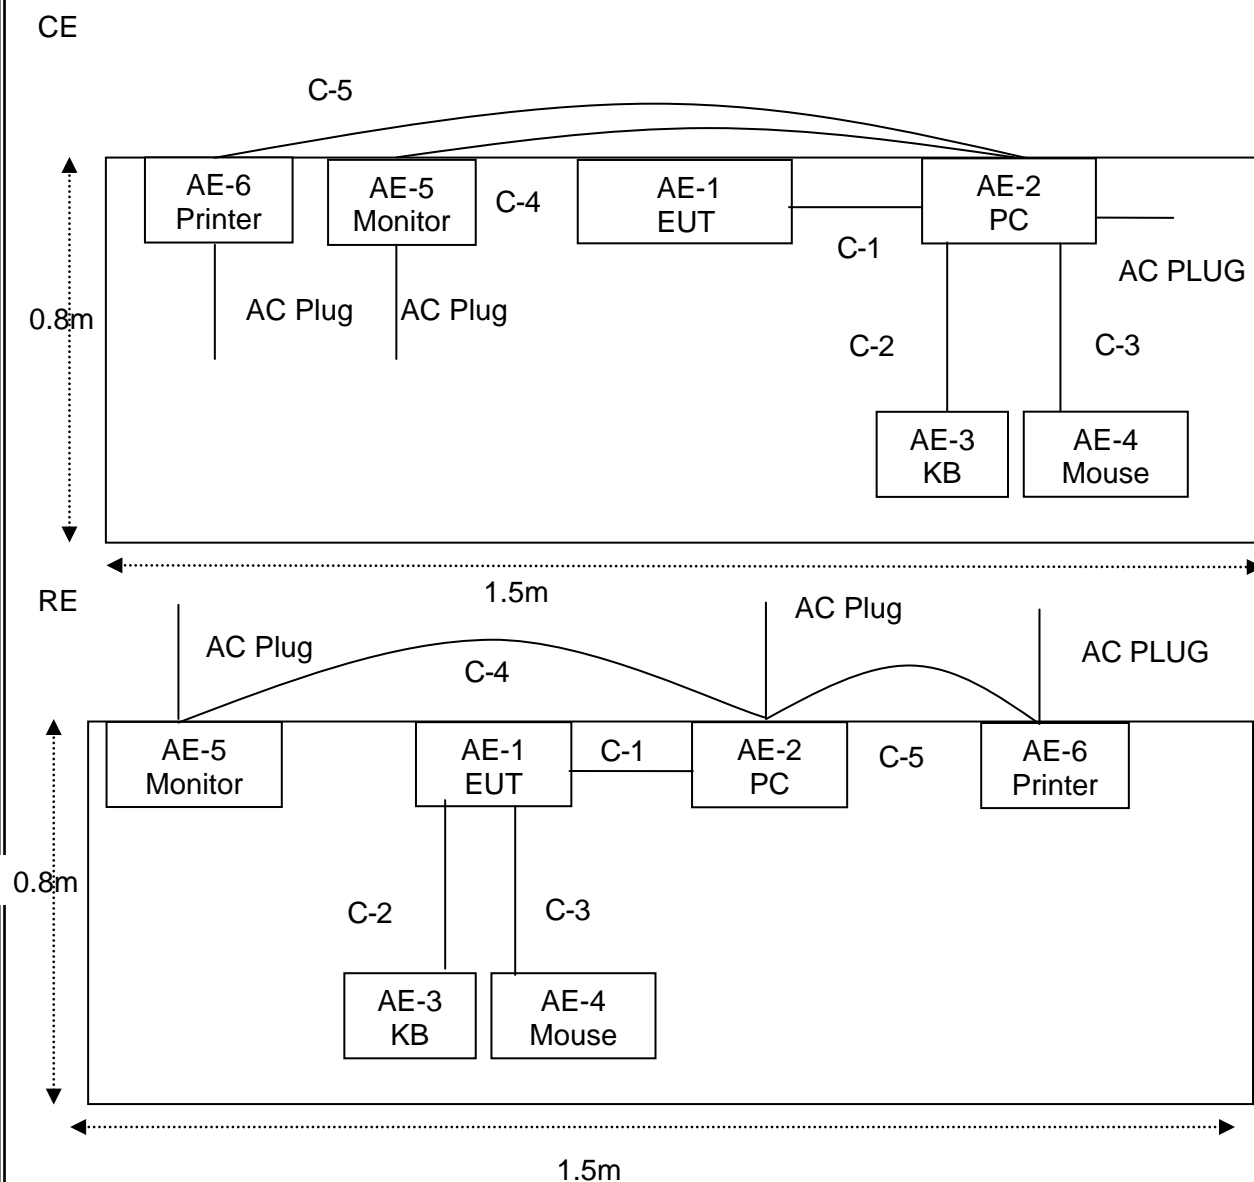 CE
C-5
AE-6
Printer
AE-5
Monitor
C-4
AE-1
EUT
AE-2
PC
C-1
AC PLUG
AC Plug
AC Plug
0.8m
C-2
C-3
AE-3
KB
AE-4
Mouse
1.5m
RE
AC Plug
AC Plug
AC PLUG
C-4
AE-5
Monitor
AE-1
EUT
C-1
AE-2
PC
C-5
AE-6
Printer
0.8m
C-2
C-3
AE-3
KB
AE-4
Mouse
1.5m